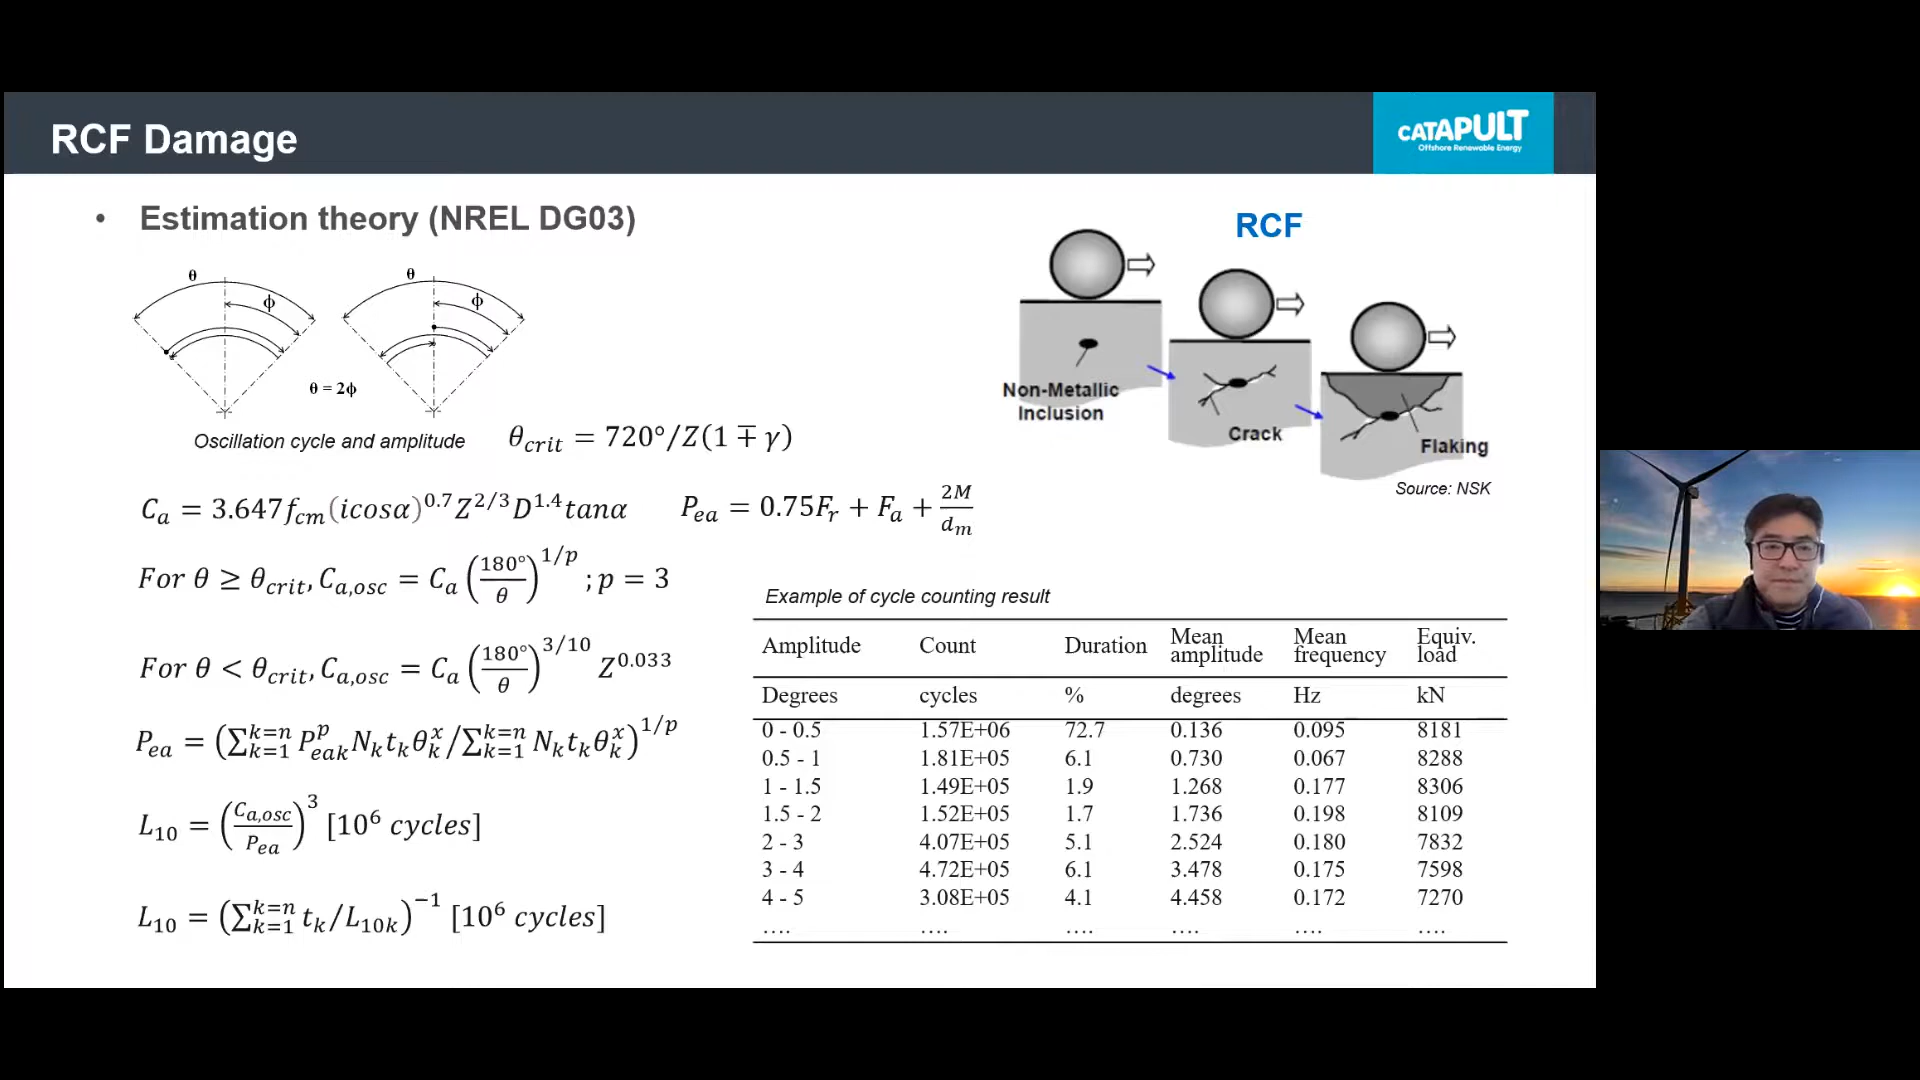 RCF Damage
CATAPULT
Offshore Renewable Energy
• Estimation theory (NREL DG03)
RCF
θ
ϕ
θ
ϕ
θ = 2ϕ
Oscillation cycle and amplitude
θ_crit = 720°/Z(1 ∓ γ)
Non-Metallic
Inclusion
Crack
Flaking
Source: NSK
C_a = 3.647f_cm(icosα)^0.7 Z^2/3 D^1.4 tanα
P_ea = 0.75F_r + F_a + 2M/d_m
For θ ≥ θ_crit, C_a,osc = C_a (180°/θ)^1/p ; p = 3
For θ < θ_crit, C_a,osc = C_a (180°/θ)^3/10 Z^0.033
P_ea = (∑_{k=1}^{k=n} P_eak^p N_k t_k θ_k^x / ∑_{k=1}^{k=n} N_k t_k θ_k^x)^1/p
L_10 = (C_a,osc/P_ea)^3 [10^6 cycles]
L_10 = (∑_{k=1}^{k=n} t_k/L_10k)^−1 [10^6 cycles]
Example of cycle counting result
Amplitude Count Duration Mean amplitude Mean frequency Equiv. load
Degrees cycles % degrees Hz kN
0 - 0.5 1.57E+06 72.7 0.136 0.095 8181
0.5 - 1 1.81E+05 6.1 0.730 0.067 8288
1 - 1.5 1.49E+05 1.9 1.268 0.177 8306
1.5 - 2 1.52E+05 1.7 1.736 0.198 8109
2 - 3 4.07E+05 5.1 2.524 0.180 7832
3 - 4 4.72E+05 6.1 3.478 0.175 7598
4 - 5 3.08E+05 4.1 4.458 0.172 7270
.... .... .... .... .... ....